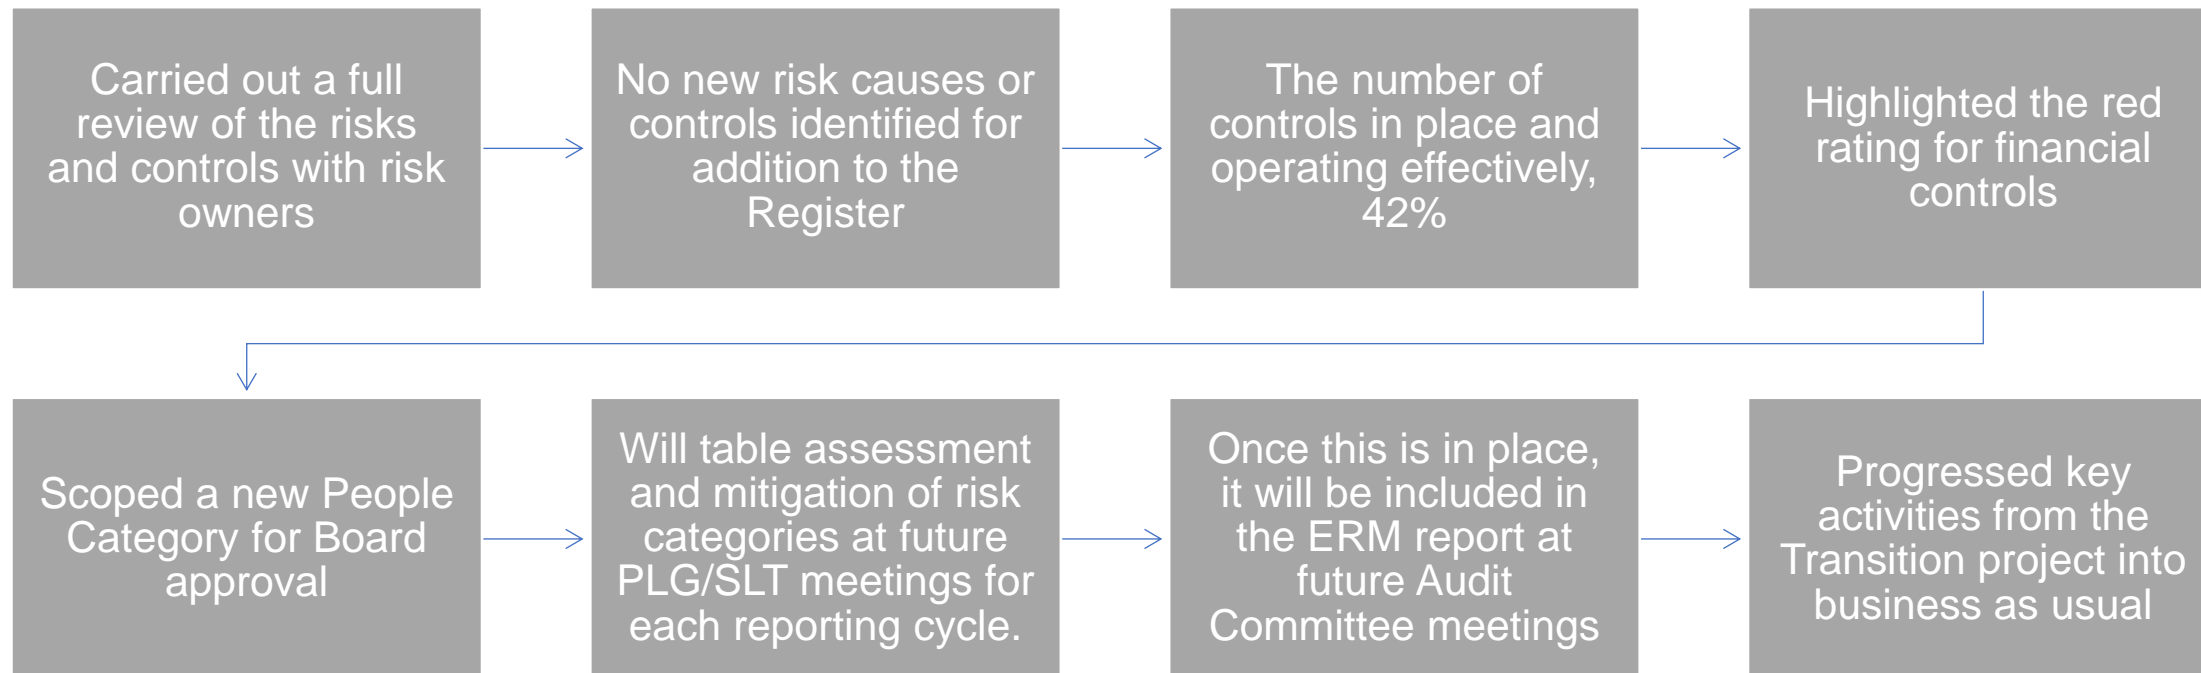 Carried out a full
review of the risks
and controls with risk
owners
No new risk causes or
controls identified for
addition to the
Register
The number of
controls in place and
operating effectively,
42%
Highlighted the red
rating for financial
controls
Scoped a new People
Category for Board
approval
Will table assessment
and mitigation of risk
categories at future
PLG/SLT meetings for
each reporting cycle.
Once this is in place,
it will be included in
the ERM report at
future Audit
Committee meetings
Progressed key
activities from the
Transition project into
business as usual